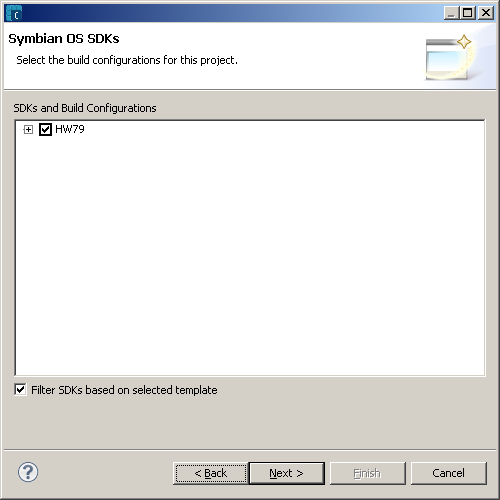 Symbian OS SDKs
Select the build configurations for this project.
SDKs and Build Configurations
HW79
Filter SDKs based on selected template
< Back
Next >
Finish
Cancel